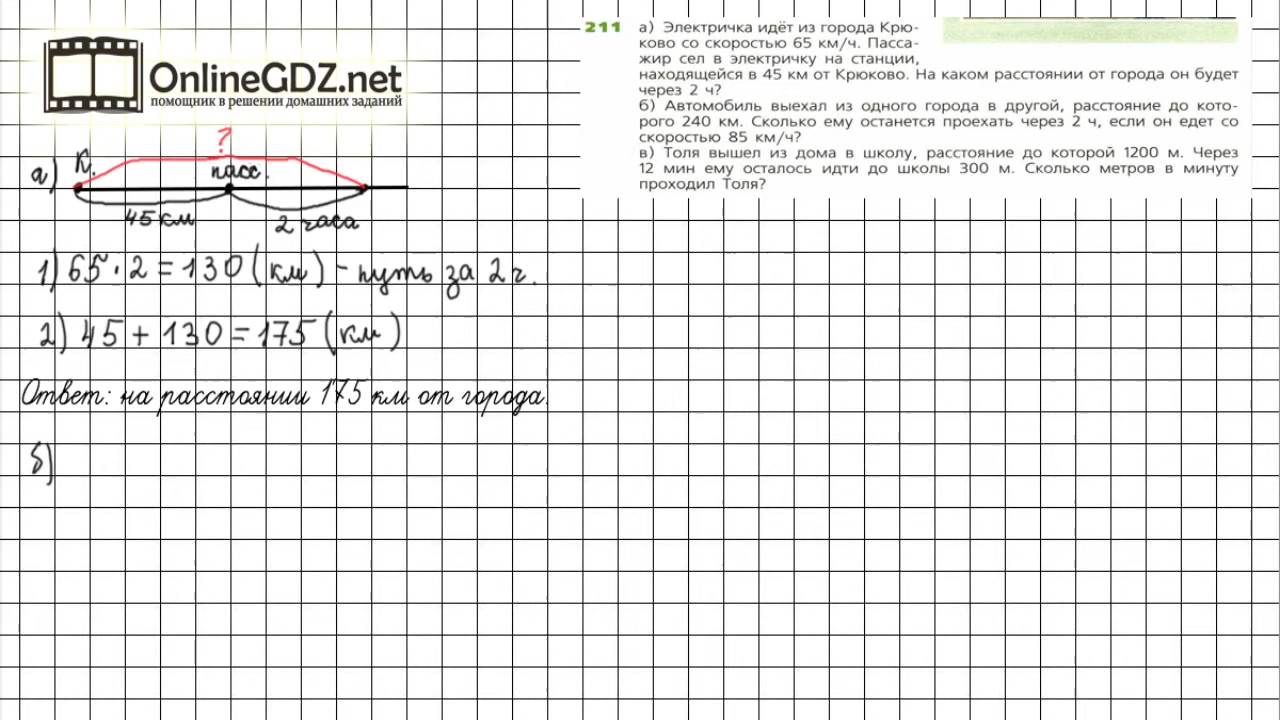 OnlineGDZ.net
помощник в решении домашних заданий
211 а) Электричка идёт из города Крю-
ково со скоростью 65 км/ч. Пасса-
жир сел в электричку на станции,
находящейся в 45 км от Крюково. На каком расстоянии от города он будет
через 2 ч?
б) Автомобиль выехал из одного города в другой, расстояние до кото-
рого 240 км. Сколько ему останется проехать через 2 ч, если он едет со
скоростью 85 км/ч?
в) Толя вышел из дома в школу, расстояние до которой 1200 м. Через
12 мин ему осталось идти до школы 300 м. Сколько метров в минуту
проходил Толя?
?
а) К. пасс.
45 км 2 часа
1) 65 · 2 = 130 (км) - путь за 2 ч.
2) 45 + 130 = 175 (км)
Ответ: на расстоянии 175 км от города.
б)